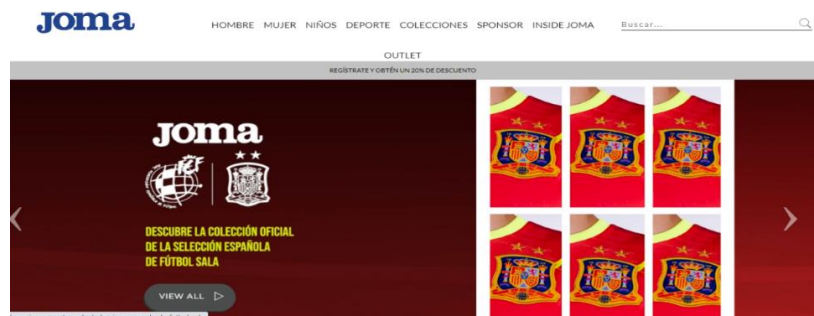 Joma
HOMBRE MUJER NIÑOS DEPORTE COLECCIONES SPONSOR INSIDE JOMA
Buscar...
OUTLET
REGÍSTRATE Y OBTÉN UN 20% DE DESCUENTO
Joma
DESCUBRE LA COLECCIÓN OFICIAL
DE LA SELECCIÓN ESPAÑOLA
DE FÚTBOL SALA
VIEW ALL